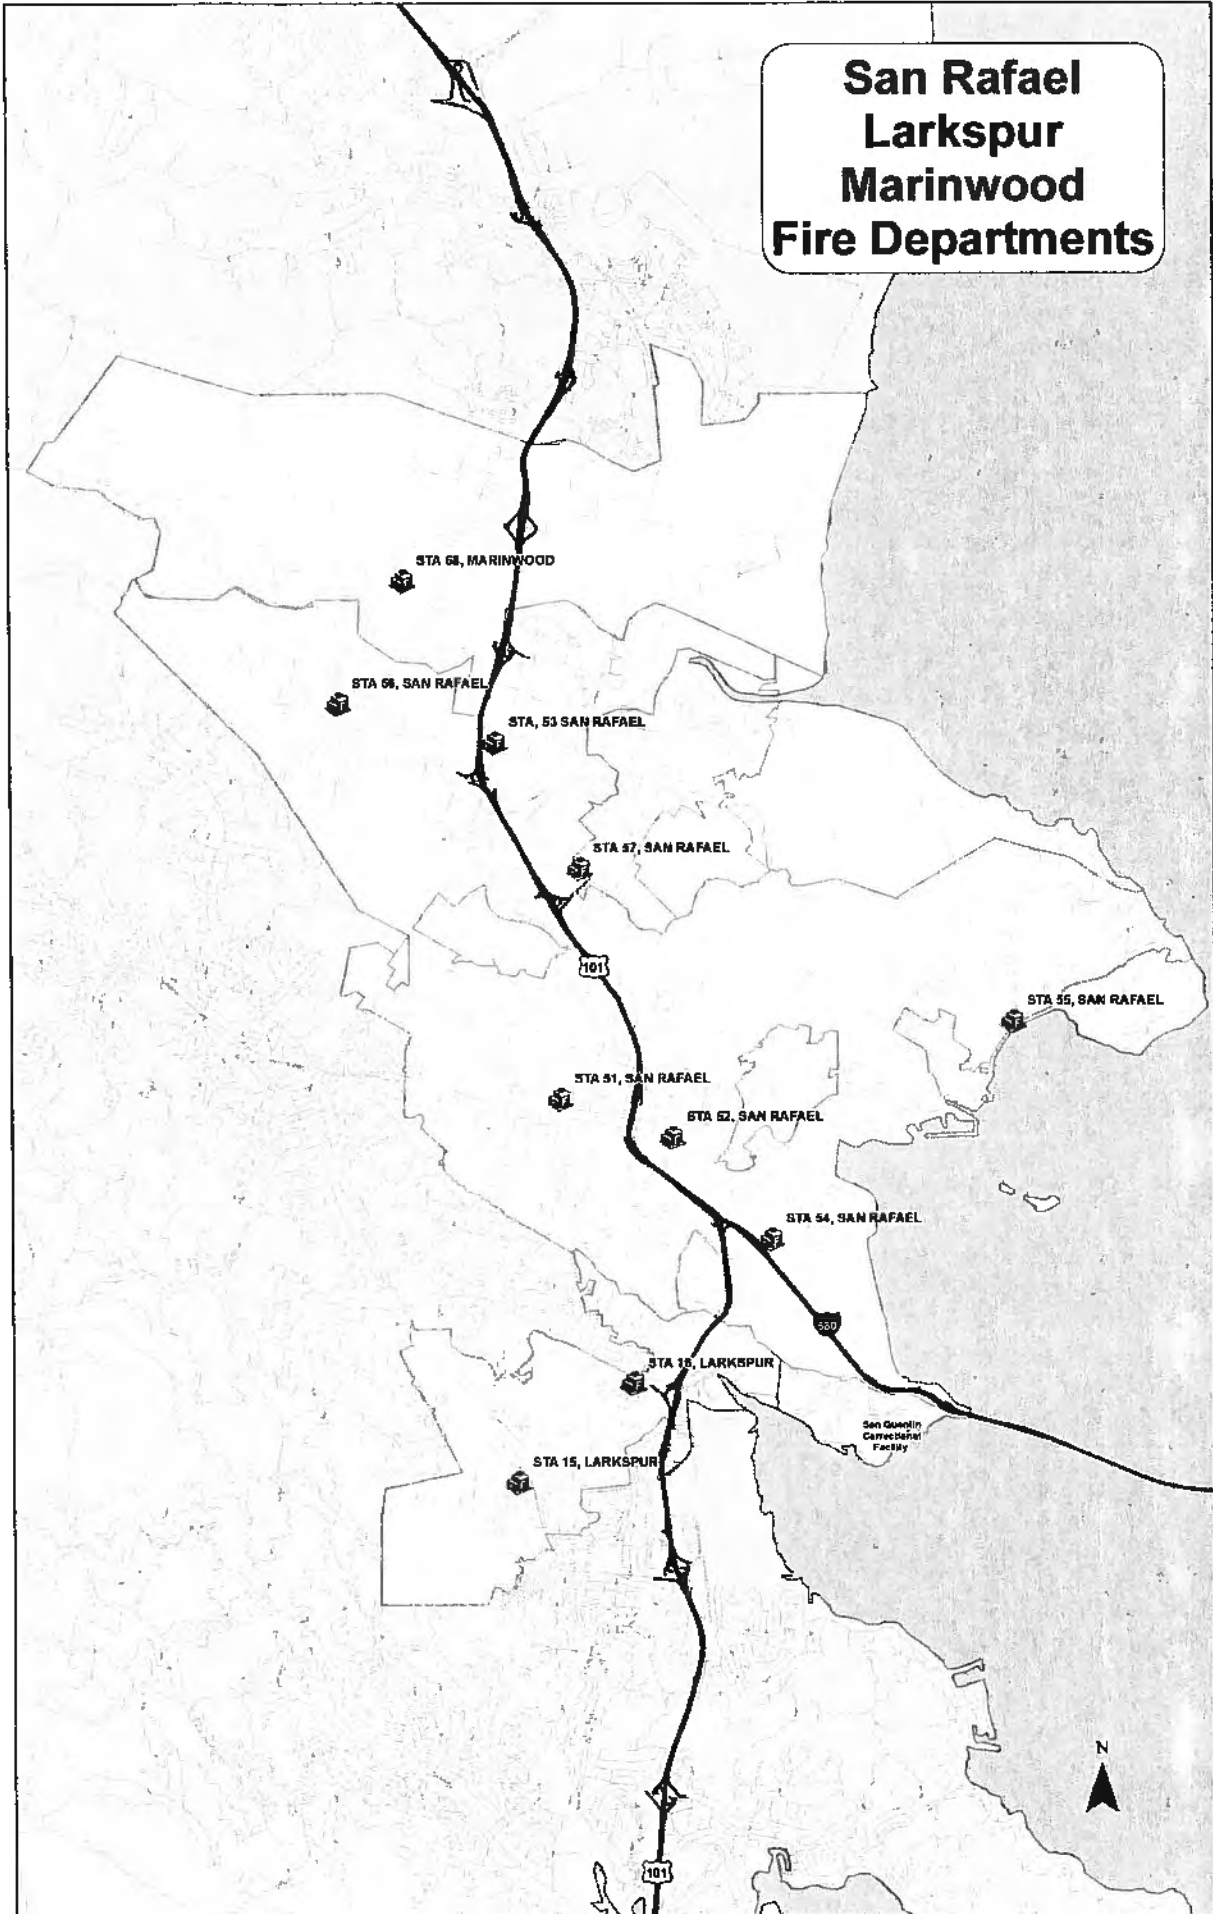 San Rafael
Larkspur
Marinwood
Fire Departments
STA 58, MARINWOOD
STA 56, SAN RAFAEL
STA, 53 SAN RAFAEL
STA 57, SAN RAFAEL
101
STA 55, SAN RAFAEL
STA 51, SAN RAFAEL
STA 52, SAN RAFAEL
STA 54, SAN RAFAEL
580
STA 16, LARKSPUR
San Quentin
Correctional
Facility
STA 15, LARKSPUR
N
101